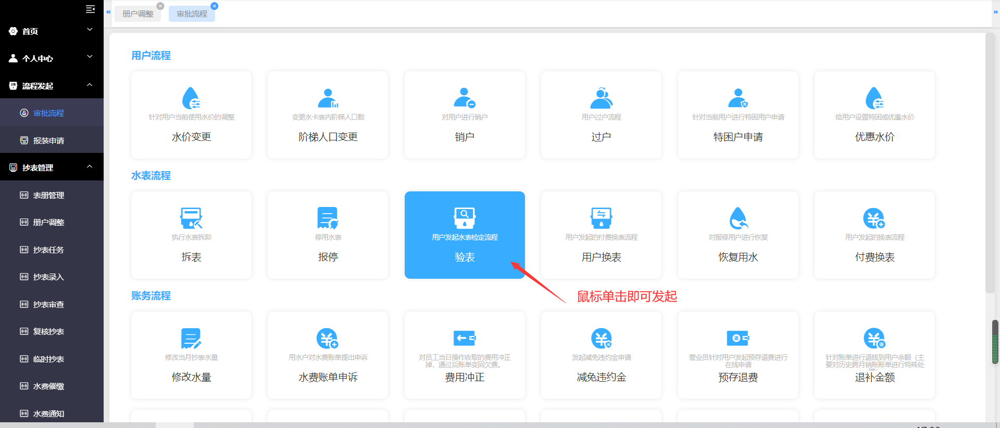 册户调整
审批流程
首页
个人中心
流程发起
审批流程
报装申请
抄表管理
表册管理
册户调整
抄表任务
抄表录入
抄表审查
复核抄表
临时抄表
水费催缴
水费通知
用户流程
针对用户当前使用水价的调整
水价变更
变更水卡表内阶梯人口数
阶梯人口变更
对用户进行销户
销户
用户过户流程
过户
针对当前用户进行特困用户申请
特困户申请
给用户设置特困或优惠水价
优惠水价
水表流程
执行水表拆卸
拆表
停用水表
报停
用户发起水表检定流程
验表
用户发起的付费换表流程
用户换表
对报停用户进行恢复
恢复用水
用户发起的换表流程
付费换表
鼠标单击即可发起
账务流程
修改当月抄表水量
修改水量
用水户对水费账单提出申诉
水费账单申诉
对员工当日操作收取的费用冲正
掉，通过后账单变回欠费。
费用冲正
发起减免违约金申请
减免违约金
营业员针对用户发起预存退费进行
在线申请
预存退费
针对账单进行退钱到用户余额（主
要对历史跨月销账账单进行特殊处
退补金额